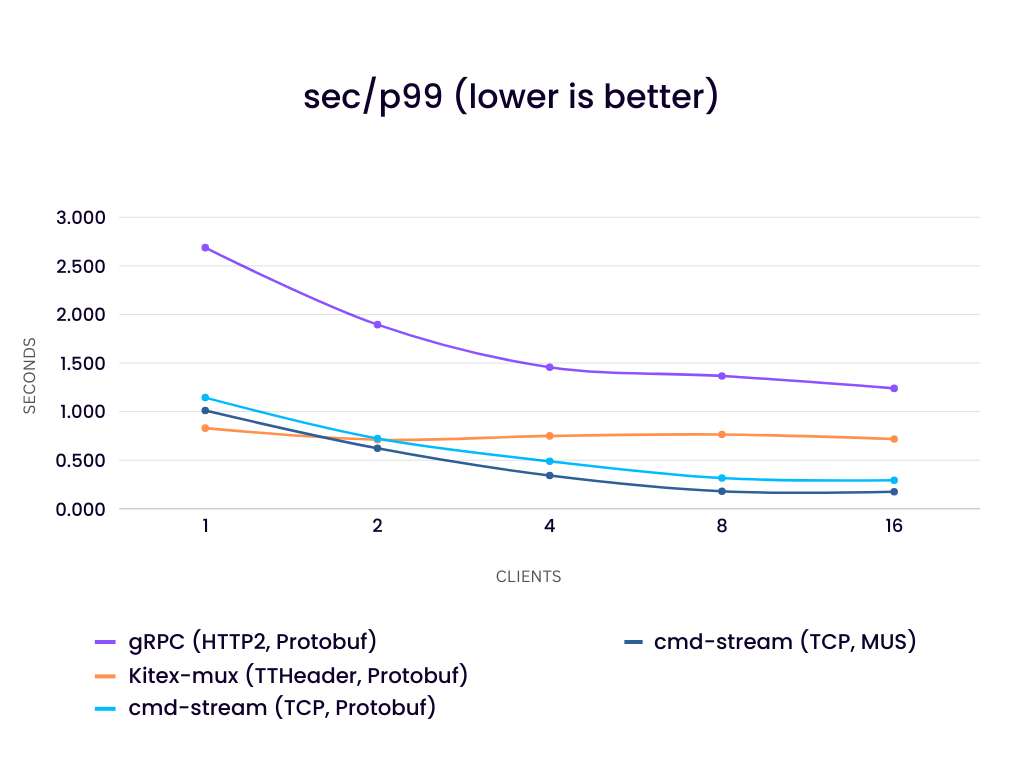 sec/p99 (lower is better)
3.000
2.500
2.000
1.500
1.000
0.500
0.000
SECONDS
1 2 4 8 16
CLIENTS
gRPC (HTTP2, Protobuf)
Kitex-mux (TTHeader, Protobuf)
cmd-stream (TCP, Protobuf)
cmd-stream (TCP, MUS)